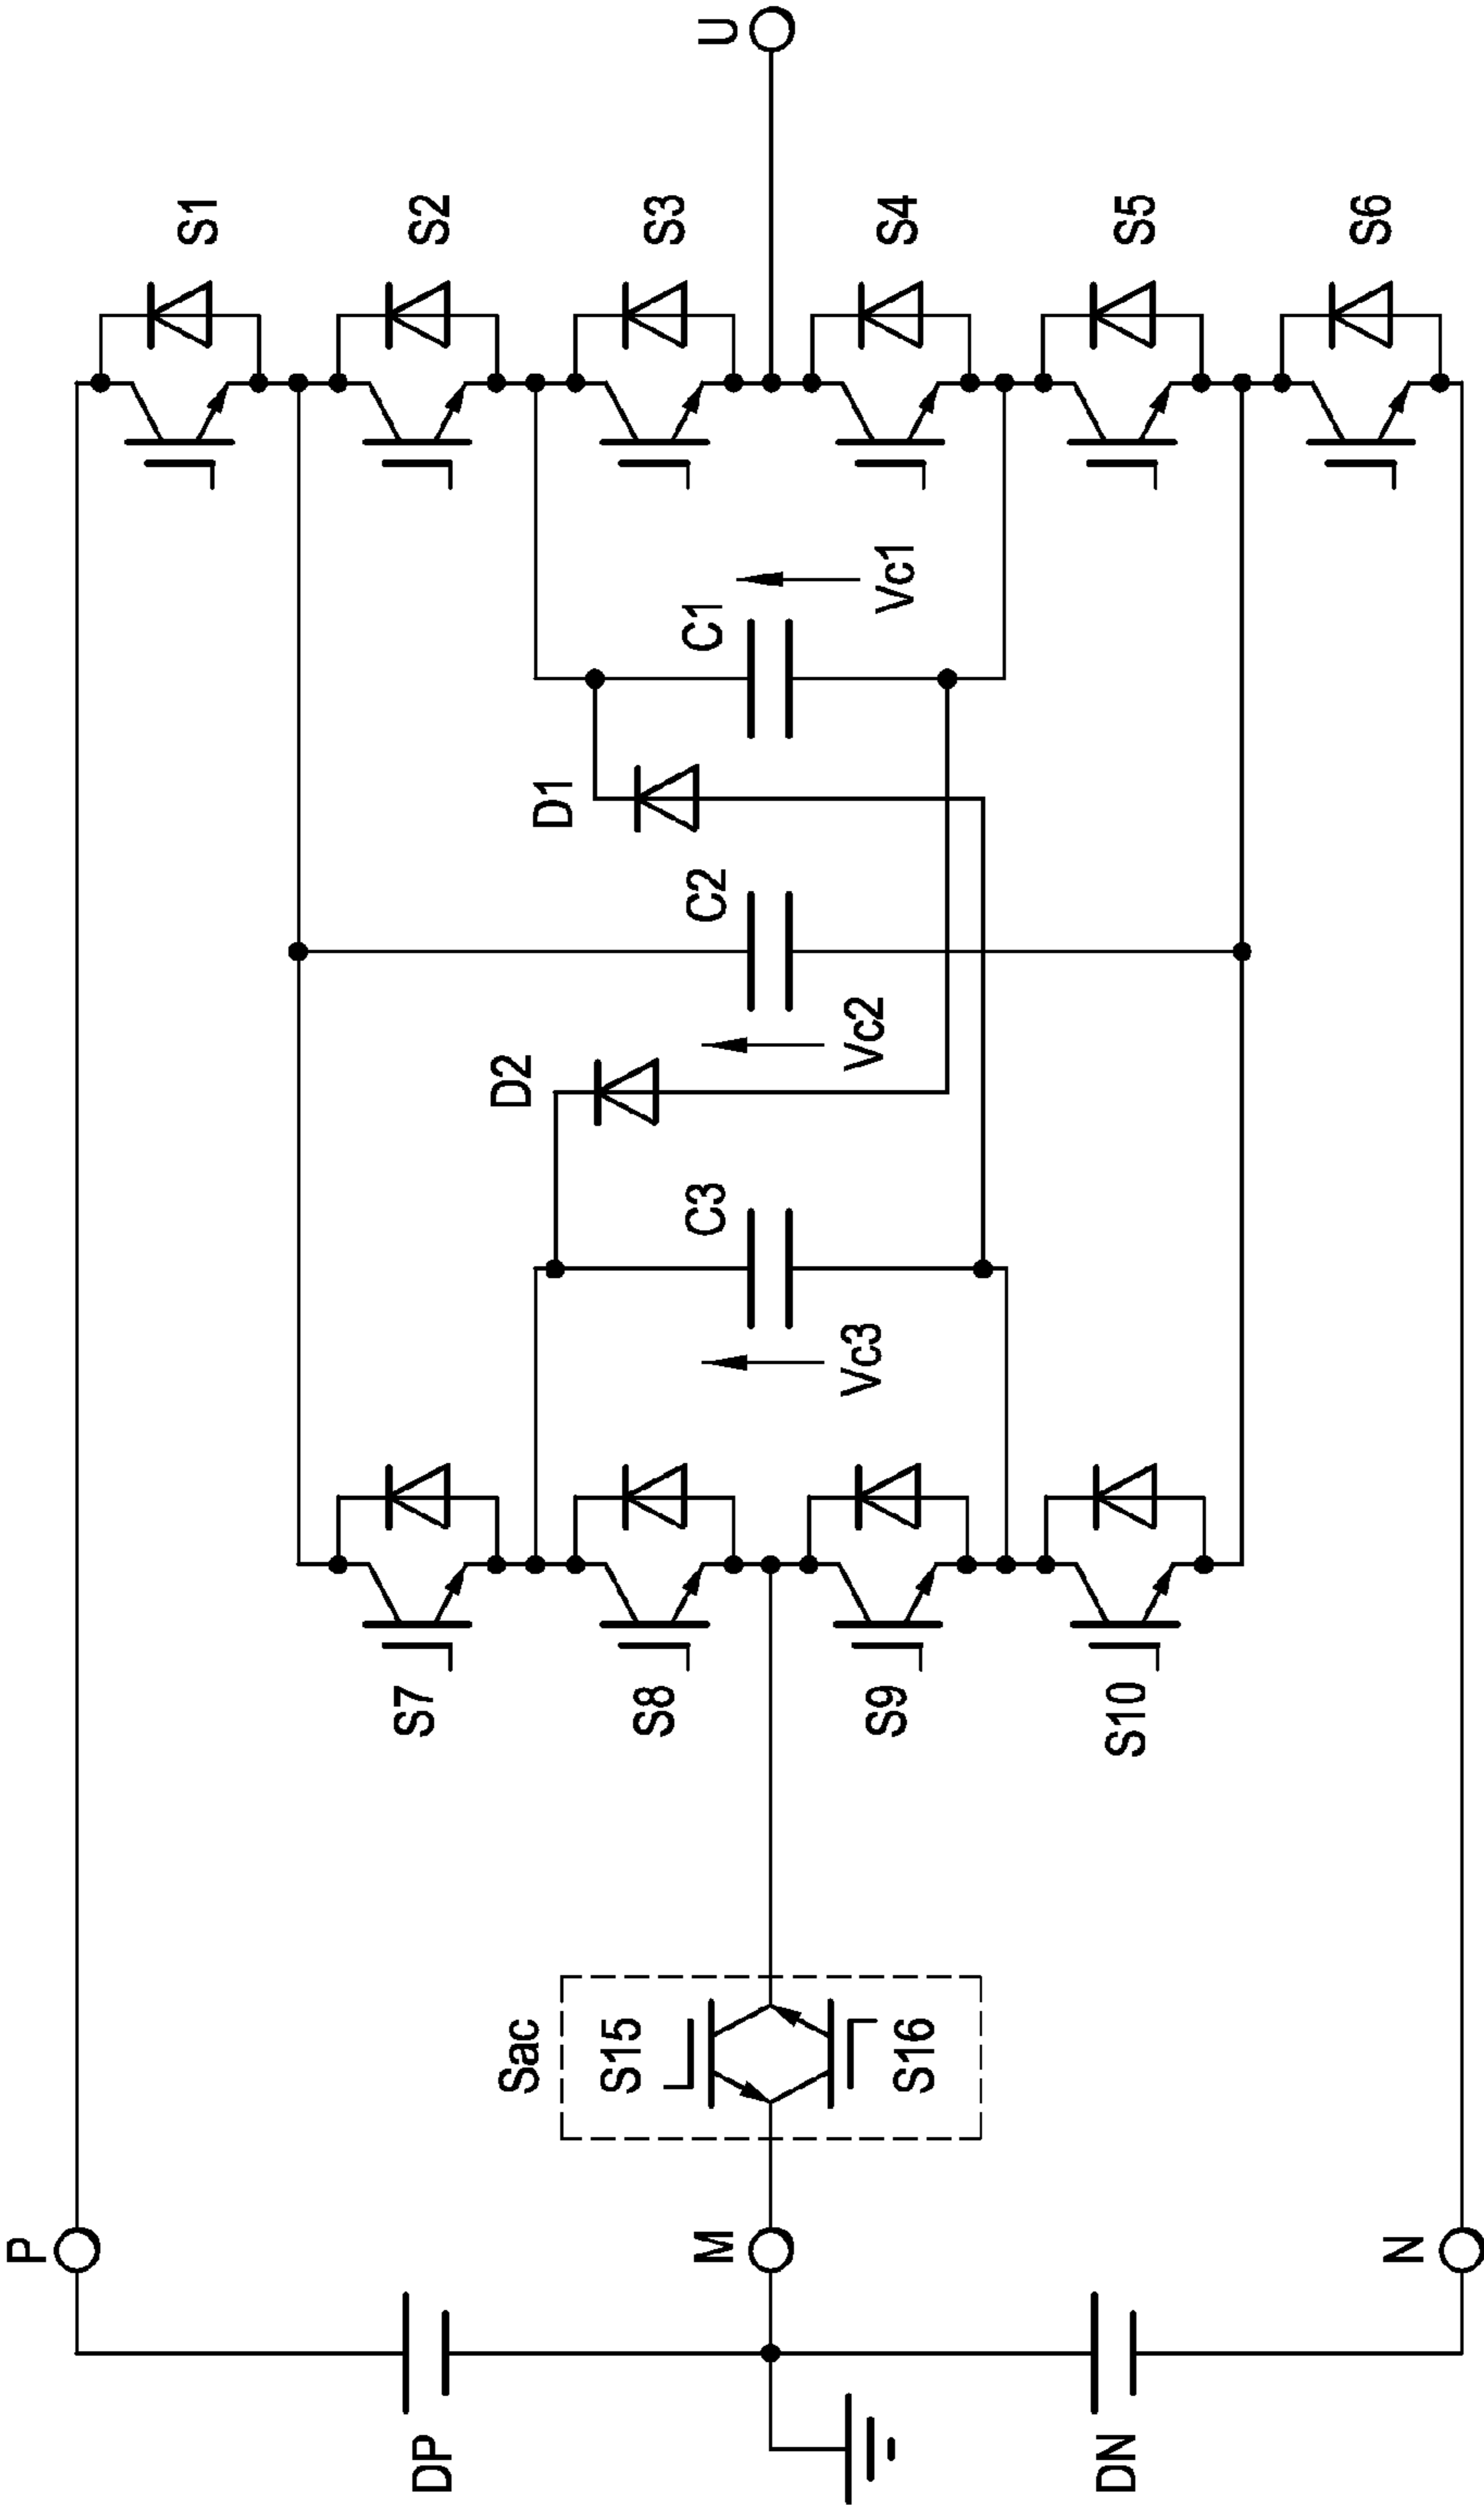 U
S1
S2
S3
S4
S5
S6
C1
Vc1
D1
C2
Vc2
D2
C3
Vc3
S7
S8
S9
S10
Sac
S15
S16
P
M
N
DP
DN